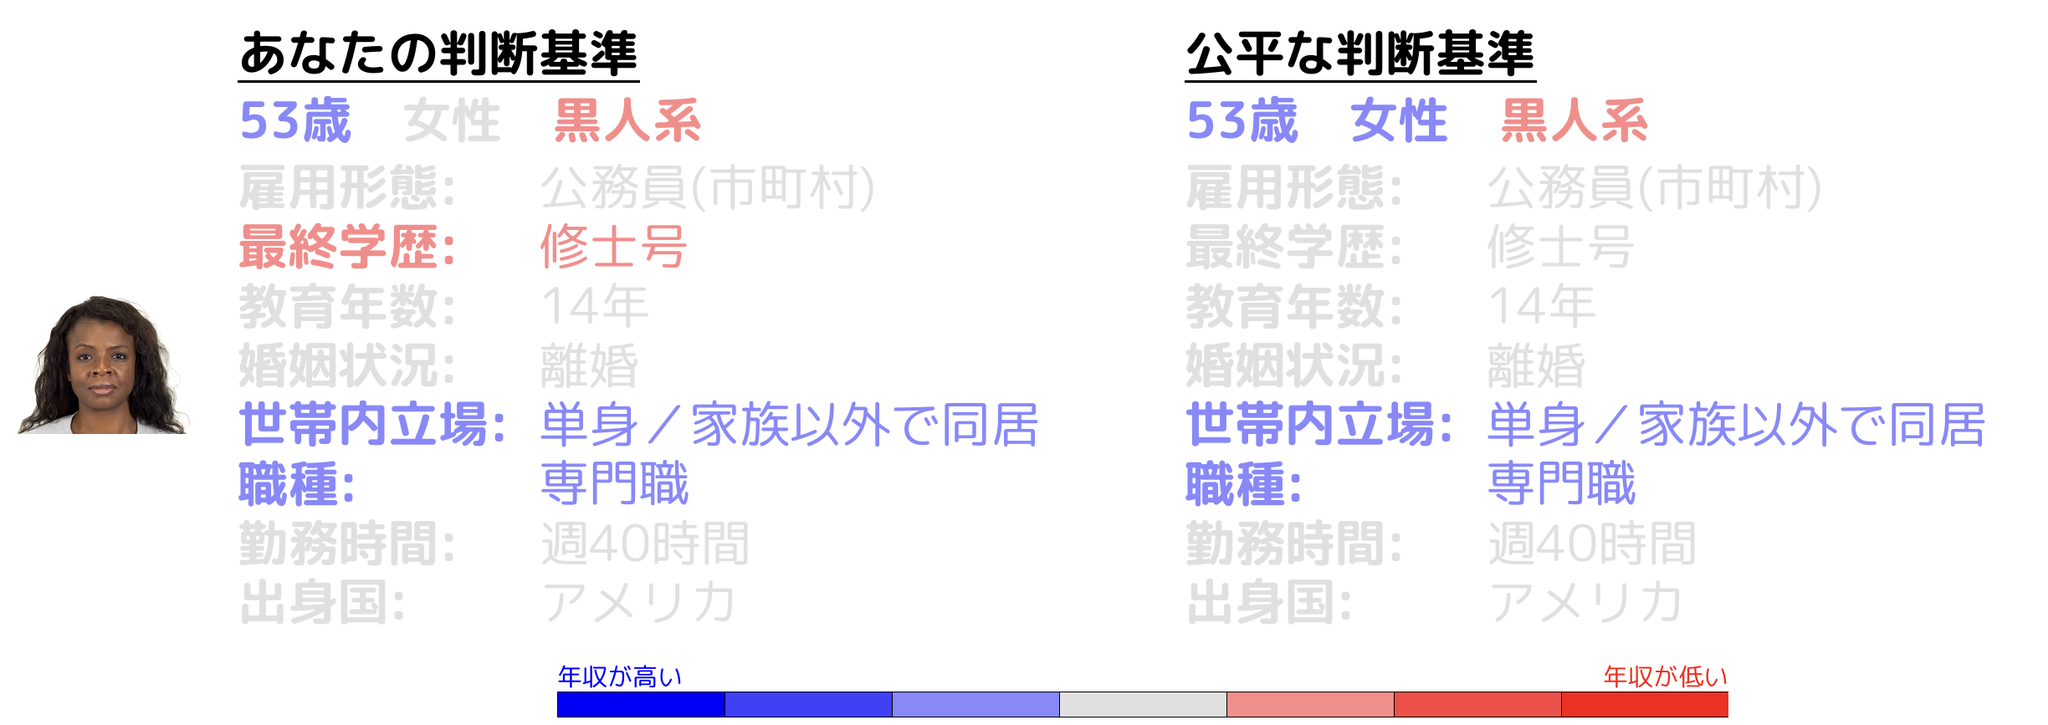 あなたの判断基準
53歳 女性 黒人系
雇用形態: 公務員(市町村)
最終学歴: 修士号
教育年数: 14年
婚姻状況: 離婚
世帯内立場: 単身／家族以外で同居
職種: 専門職
勤務時間: 週40時間
出身国: アメリカ
公平な判断基準
53歳 女性 黒人系
雇用形態: 公務員(市町村)
最終学歴: 修士号
教育年数: 14年
婚姻状況: 離婚
世帯内立場: 単身／家族以外で同居
職種: 専門職
勤務時間: 週40時間
出身国: アメリカ
年収が高い
年収が低い